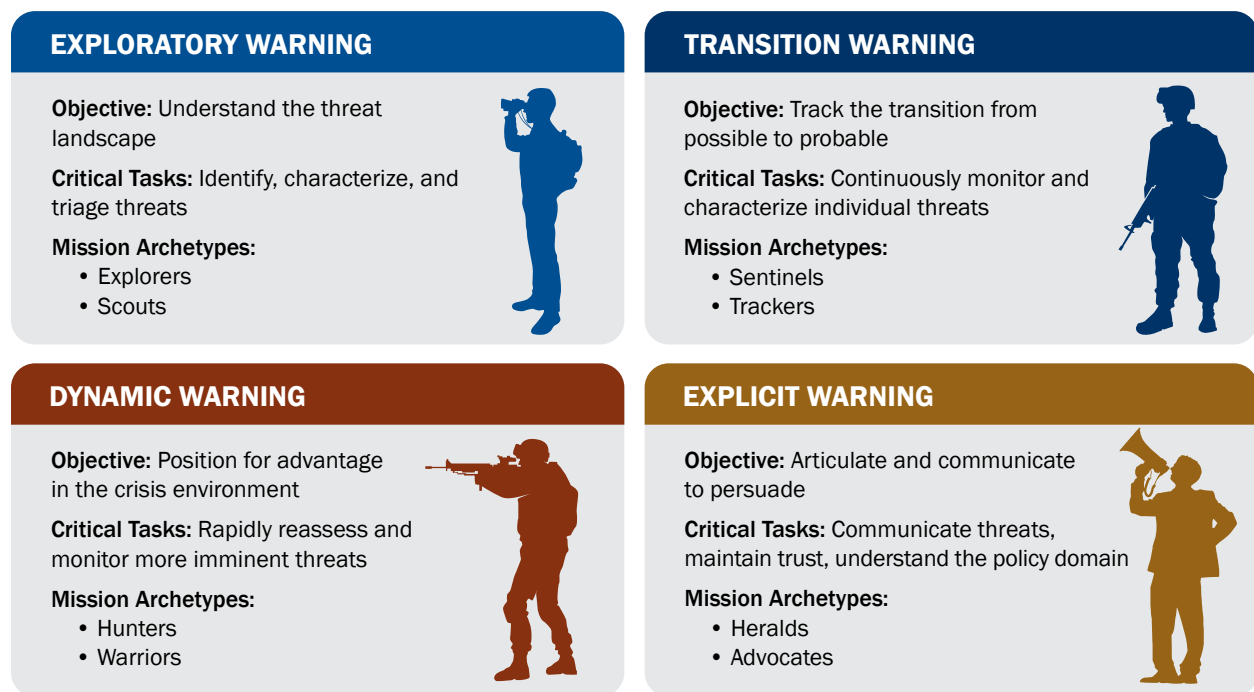 EXPLORATORY WARNING
Objective: Understand the threat
landscape
Critical Tasks: Identify, characterize, and
triage threats
Mission Archetypes:
• Explorers
• Scouts
TRANSITION WARNING
Objective: Track the transition from
possible to probable
Critical Tasks: Continuously monitor and
characterize individual threats
Mission Archetypes:
• Sentinels
• Trackers
DYNAMIC WARNING
Objective: Position for advantage
in the crisis environment
Critical Tasks: Rapidly reassess and
monitor more imminent threats
Mission Archetypes:
• Hunters
• Warriors
EXPLICIT WARNING
Objective: Articulate and communicate
to persuade
Critical Tasks: Communicate threats,
maintain trust, understand the policy domain
Mission Archetypes:
• Heralds
• Advocates